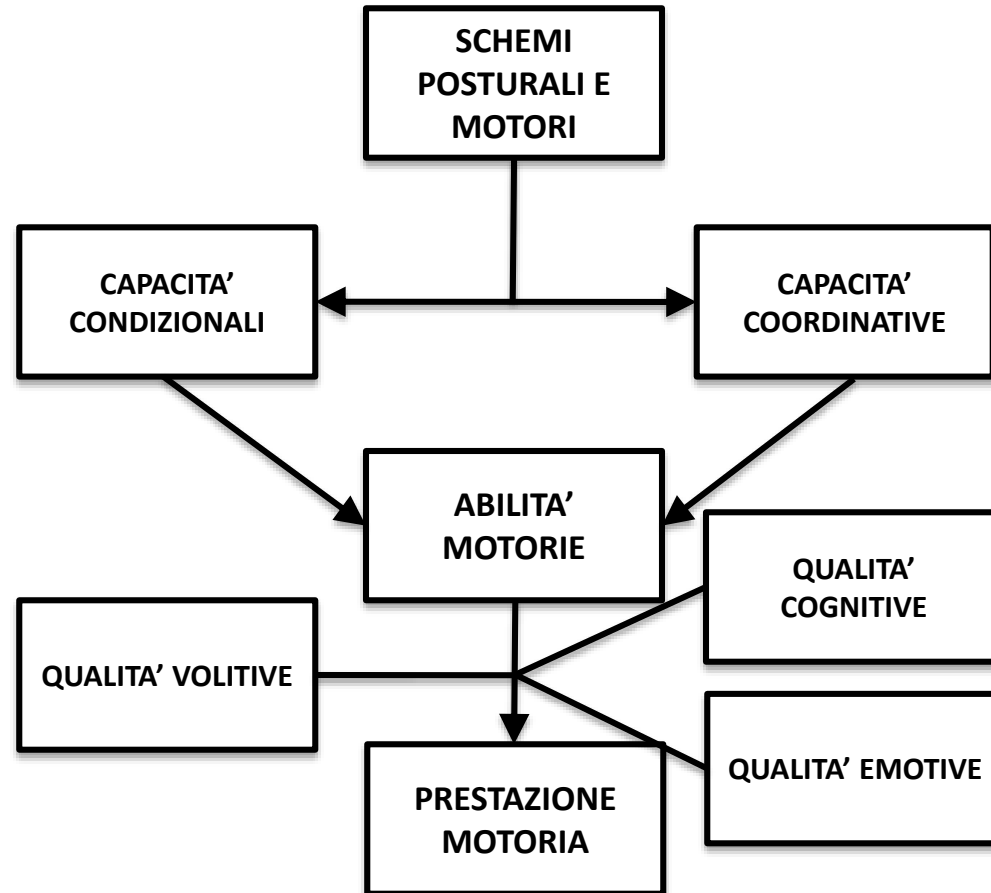 SCHEMI
POSTURALI E
MOTORI
CAPACITA’
CONDIZIONALI
CAPACITA’
COORDINATIVE
ABILITA’
MOTORIE
QUALITA’
COGNITIVE
QUALITA’ VOLITIVE
QUALITA’ EMOTIVE
PRESTAZIONE
MOTORIA